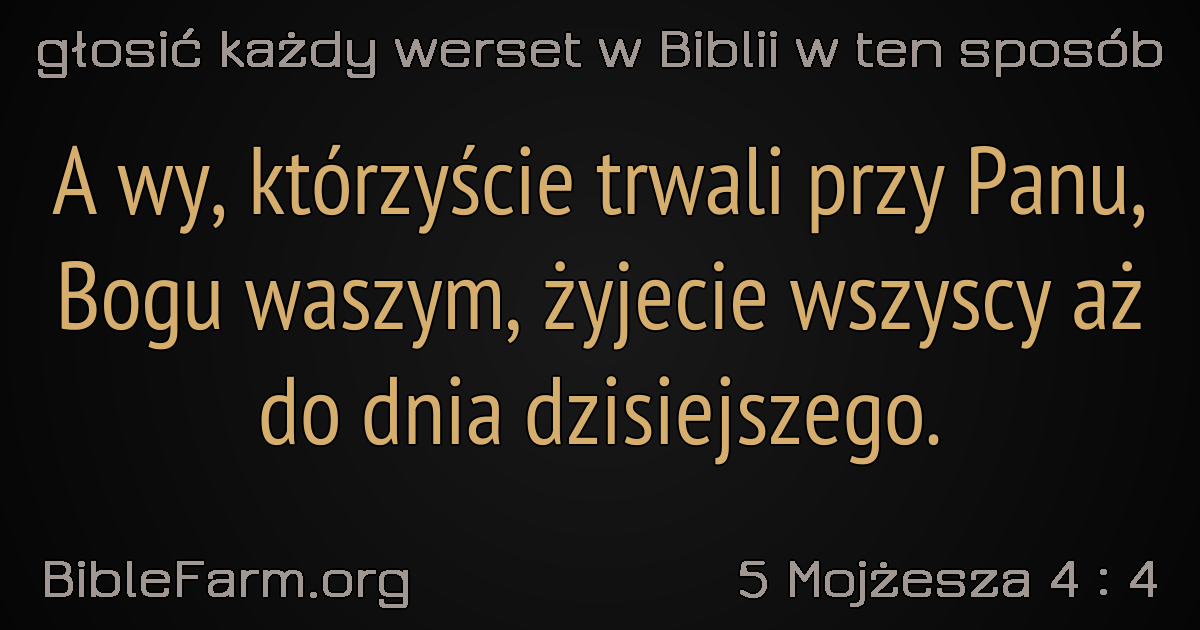 głosić każdy werset w Biblii w ten sposób
A wy, którzyście trwali przy Panu,
Bogu waszym, żyjecie wszyscy aż
do dnia dzisiejszego.
BibleFarm.org
5 Mojżesza 4 : 4